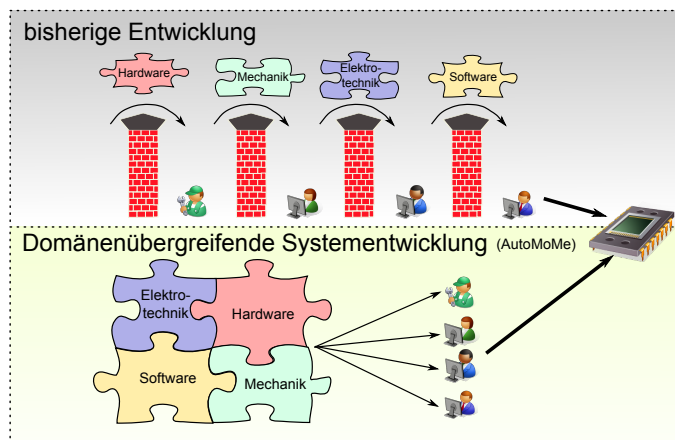 bisherige Entwicklung
Hardware
Mechanik
Elektro-
technik
Software
Domänenübergreifende Systementwicklung (AutoMoMe)
Elektro-
technik
Hardware
Software
Mechanik